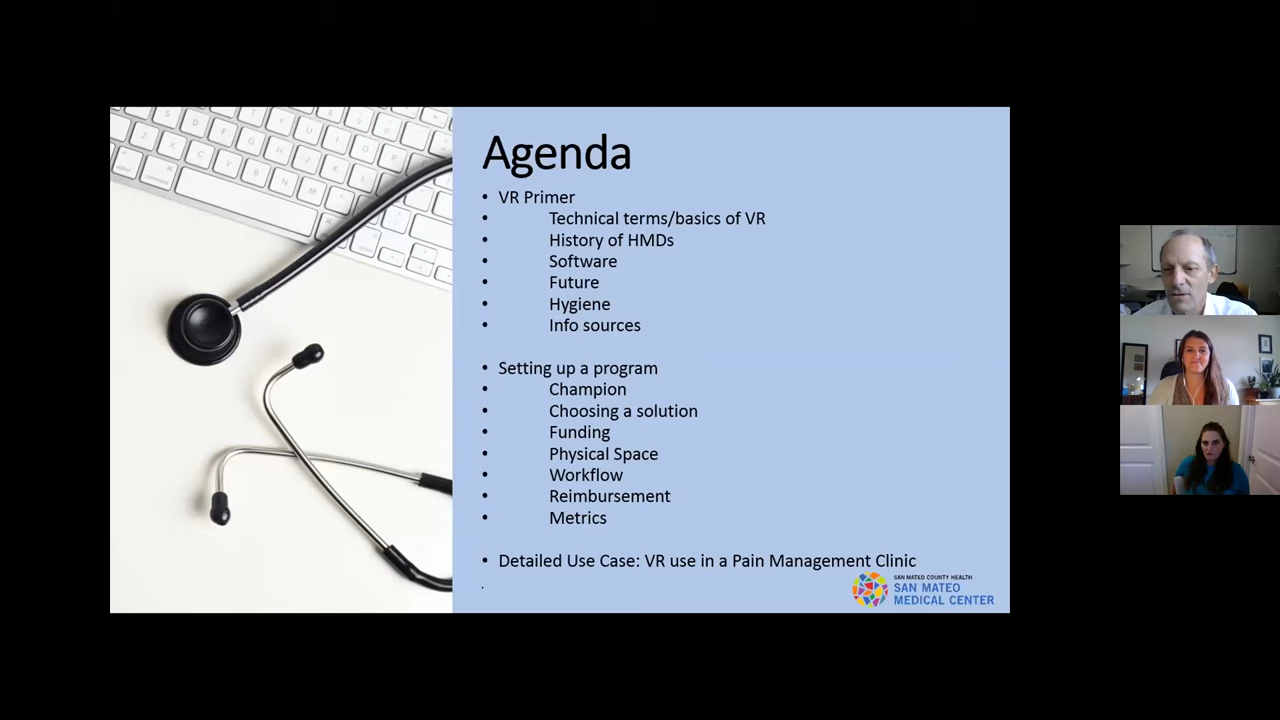 Agenda
• VR Primer
• Technical terms/basics of VR
• History of HMDs
• Software
• Future
• Hygiene
• Info sources
• Setting up a program
• Champion
• Choosing a solution
• Funding
• Physical Space
• Workflow
• Reimbursement
• Metrics
• Detailed Use Case: VR use in a Pain Management Clinic
.
SAN MATEO COUNTY HEALTH
SAN MATEO
MEDICAL CENTER